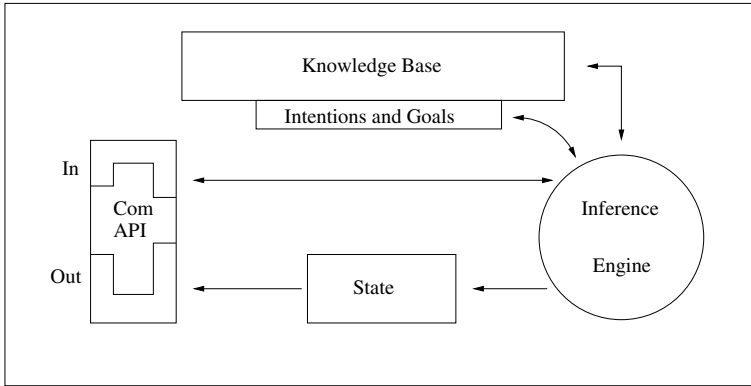 Knowledge Base
Intentions and Goals
In
Com
API
Out
State
Inference
Engine